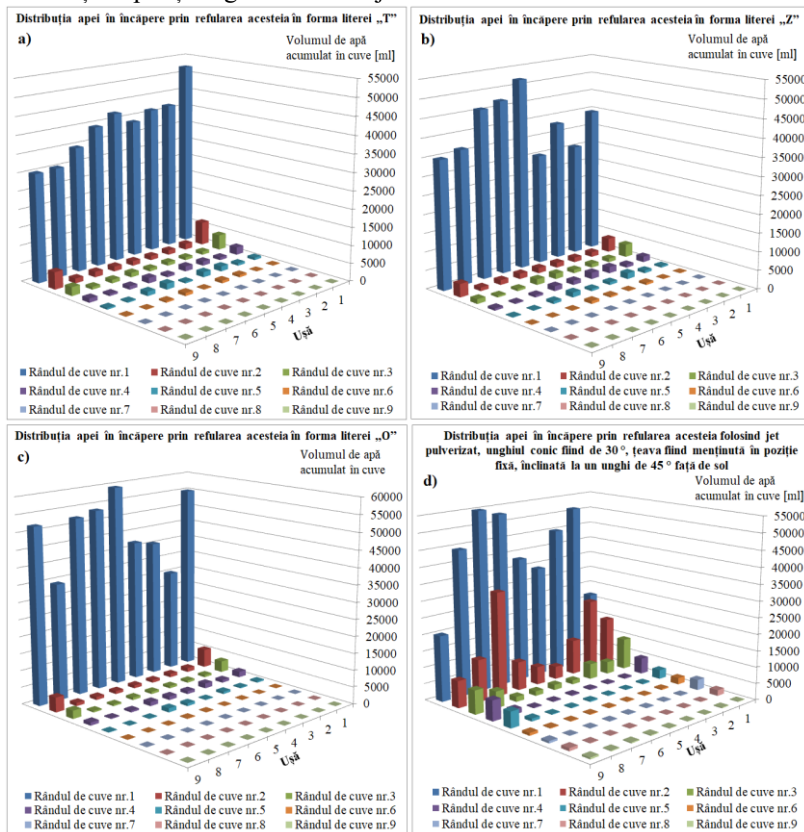 Distribuția apei în încăpere prin refularea acesteia în forma literei „T”
a)
Volumul de apă
acumulat în cuve [ml]
55000
50000
45000
40000
35000
30000
25000
20000
15000
10000
5000
0
1
2
3
4
5
6
7
8
9
Ușă
Rândul de cuve nr.1 Rândul de cuve nr.2 Rândul de cuve nr.3
Rândul de cuve nr.4 Rândul de cuve nr.5 Rândul de cuve nr.6
Rândul de cuve nr.7 Rândul de cuve nr.8 Rândul de cuve nr.9
Distribuția apei în încăpere prin refularea acesteia în forma literei „Z”
b)
Volumul de apă
acumulat în cuve [ml]
55000
50000
45000
40000
35000
30000
25000
20000
15000
10000
5000
0
1
2
3
4
5
6
7
8
9
Ușă
Rândul de cuve nr.1 Rândul de cuve nr.2 Rândul de cuve nr.3
Rândul de cuve nr.4 Rândul de cuve nr.5 Rândul de cuve nr.6
Rândul de cuve nr.7 Rândul de cuve nr.8 Rândul de cuve nr.9
Distribuția apei în încăpere prin refularea acesteia în forma literei „O”
c)
Volumul de apă
acumulat în cuve
60000
55000
50000
45000
40000
35000
30000
25000
20000
15000
10000
5000
0
1
2
3
4
5
6
7
8
9
Ușă
Rândul de cuve nr.1 Rândul de cuve nr.2 Rândul de cuve nr.3
Rândul de cuve nr.4 Rândul de cuve nr.5 Rândul de cuve nr.6
Rândul de cuve nr.7 Rândul de cuve nr.8 Rândul de cuve nr.9
Distribuția apei în încăpere prin refularea acesteia folosind jet
pulverizat, unghiul conic fiind de 30 °, țeava fiind menținută în poziție
fixă, înclinată la un unghi de 45 ° față de sol
d)
Volumul de apă
acumulat în cuve [ml]
55000
50000
45000
40000
35000
30000
25000
20000
15000
10000
5000
0
1
2
3
4
5
6
7
8
9
Ușă
Rândul de cuve nr.1 Rândul de cuve nr.2 Rândul de cuve nr.3
Rândul de cuve nr.4 Rândul de cuve nr.5 Rândul de cuve nr.6
Rândul de cuve nr.7 Rândul de cuve nr.8 Rândul de cuve nr.9